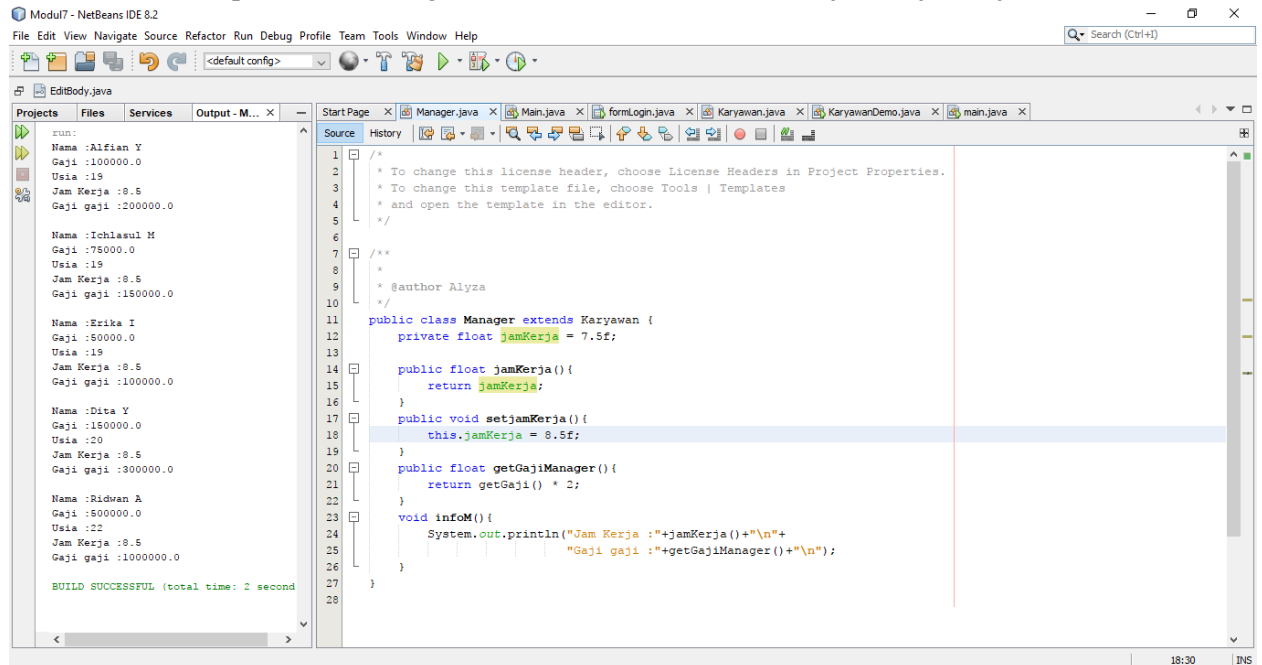 Modul7 - NetBeans IDE 8.2
File Edit View Navigate Source Refactor Run Debug Profile Team Tools Window Help
Search (Ctrl+I)
<default config>
EditBody.java
Projects Files Services Output - M... X
Start Page X Manager.java X Main.java X formLogin.java X Karyawan.java X KaryawanDemo.java X main.java X
Source History
run:
Nama :Alfian Y
Gaji :100000.0
Usia :19
Jam Kerja :8.5
Gaji gaji :200000.0
Nama :Ichlasul M
Gaji :75000.0
Usia :19
Jam Kerja :8.5
Gaji gaji :150000.0
Nama :Erika I
Gaji :50000.0
Usia :19
Jam Kerja :8.5
Gaji gaji :100000.0
Nama :Dita Y
Gaji :150000.0
Usia :20
Jam Kerja :8.5
Gaji gaji :300000.0
Nama :Ridwan A
Gaji :500000.0
Usia :22
Jam Kerja :8.5
Gaji gaji :1000000.0
BUILD SUCCESSFUL (total time: 2 second
1 /*
2 * To change this license header, choose License Headers in Project Properties.
3 * To change this template file, choose Tools | Templates
4 * and open the template in the editor.
5 */
6
7 /**
8 *
9 * @author Alyza
10 */
11 public class Manager extends Karyawan {
12 private float jamKerja = 7.5f;
13
14 public float jamKerja(){
15 return jamKerja;
16 }
17 public void setjamKerja(){
18 this.jamKerja = 8.5f;
19 }
20 public float getGajiManager(){
21 return getGaji() * 2;
22 }
23 void infoM(){
24 System.out.println("Jam Kerja :"+jamKerja()+"\n"+
25 "Gaji gaji :"+getGajiManager()+"\n");
26 }
27 }
28
18:30 INS